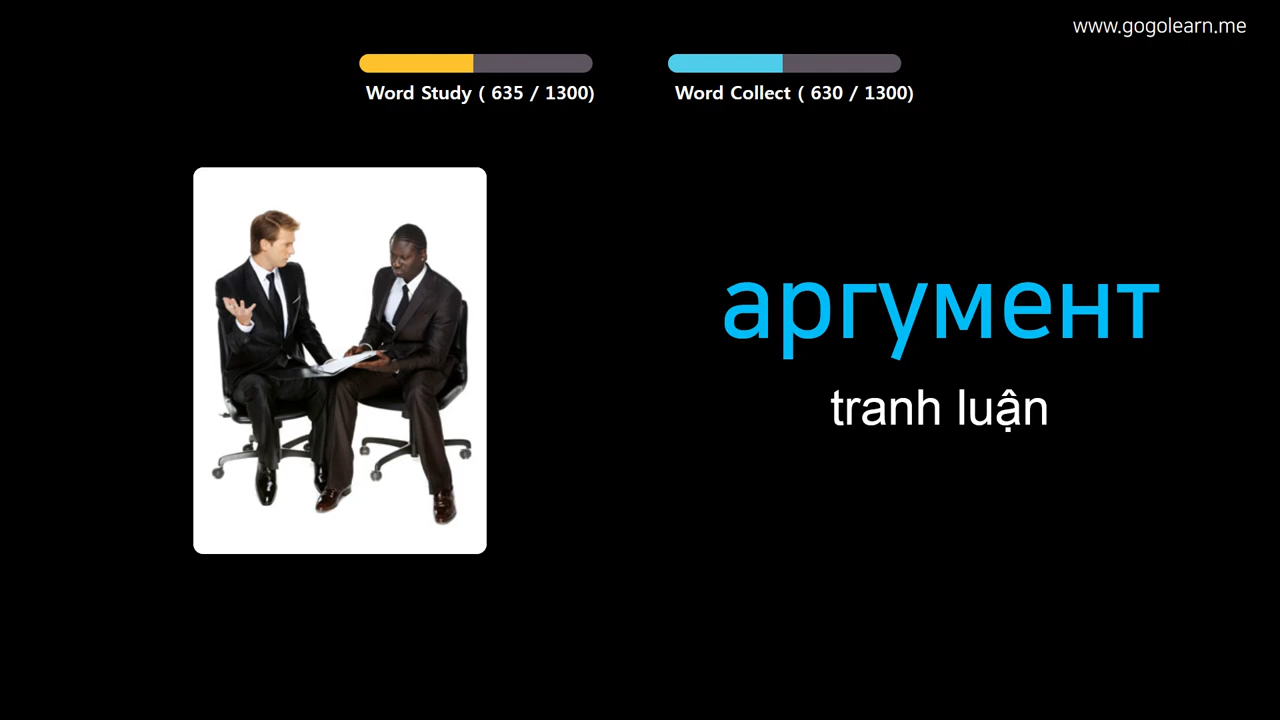 www.gogolearn.me
Word Study ( 635 / 1300)
Word Collect ( 630 / 1300)
аргумент
tranh luận